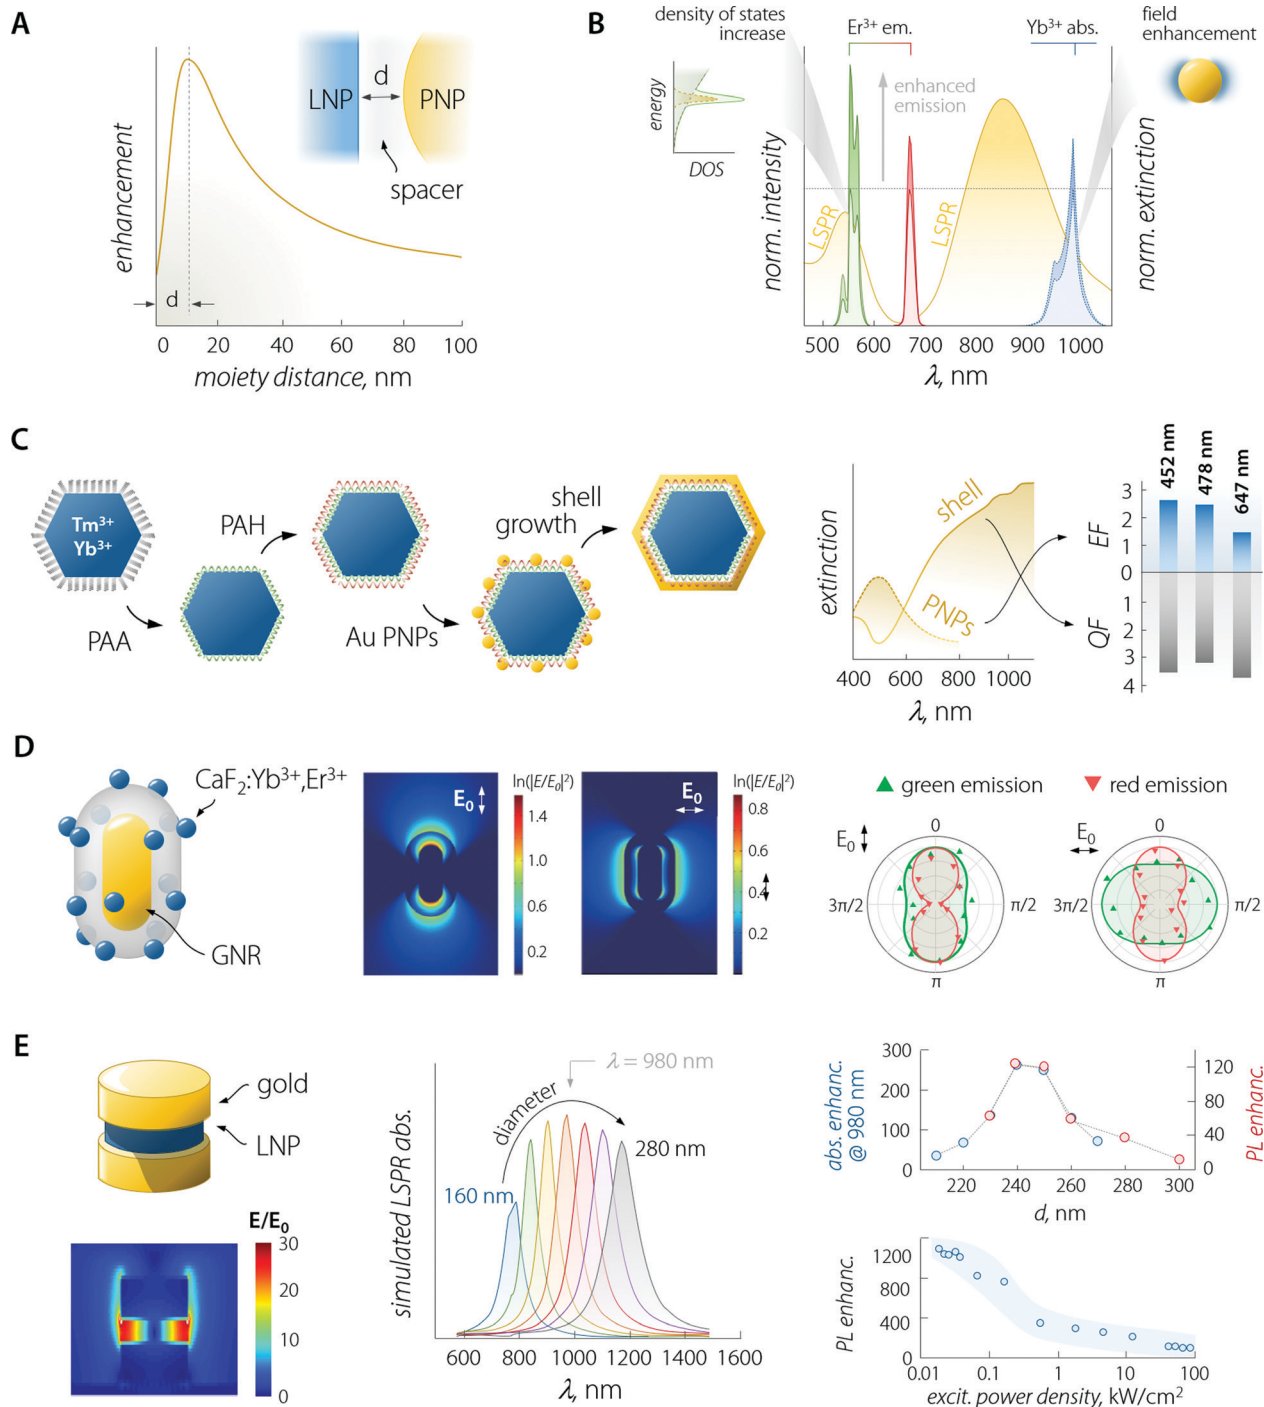 A
enhancement
LNP
d
PNP
spacer
d
0
20
40
60
80
100
moiety distance, nm
B
density of states
increase
energy
DOS
Er³⁺ em.
Yb³⁺ abs.
field
enhancement
enhanced
emission
LSPR
LSPR
norm. intensity
norm. extinction
500
600
700
800
900
1000
λ, nm
C
Tm³⁺
Yb³⁺
PAA
PAH
Au PNPs
shell
growth
extinction
shell
PNPs
400
600
800
1000
λ, nm
452 nm
478 nm
647 nm
EF
QF
3
2
1
0
1
2
3
4
D
CaF₂:Yb³⁺,Er³⁺
GNR
ln(|E/E₀|²)
E₀
1.4
1.0
0.6
0.2
ln(|E/E₀|²)
E₀
0.8
0.6
0.4
0.2
green emission
red emission
E₀
0
π/2
π
3π/2
E₀
0
π/2
π
3π/2
E
gold
LNP
E/E₀
30
20
10
0
simulated LSPR abs.
λ = 980 nm
diameter
160 nm
280 nm
600
800
1000
1200
1400
1600
λ, nm
abs. enhanc.
@ 980 nm
300
200
100
0
PL enhanc.
120
80
40
0
220
240
260
280
300
d, nm
PL enhanc.
1200
800
400
0
0.01
0.1
1
10
100
excit. power density, kW/cm²